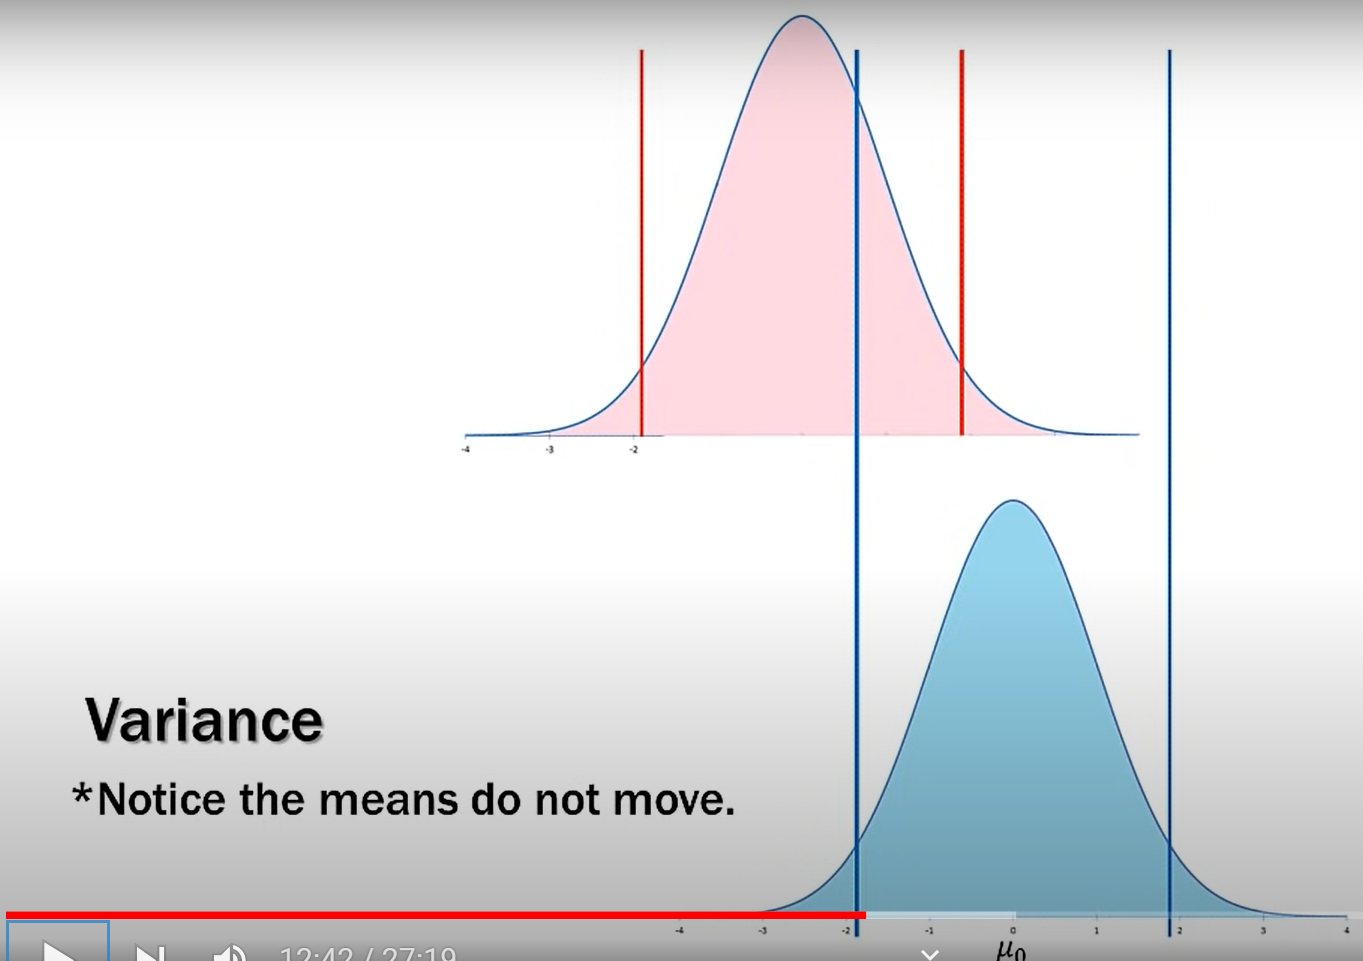 -4 -3 -2
Variance
*Notice the means do not move.
-4 -3 -2 -1 0 1 2 3 4
μ₀
12:42 / 27:19